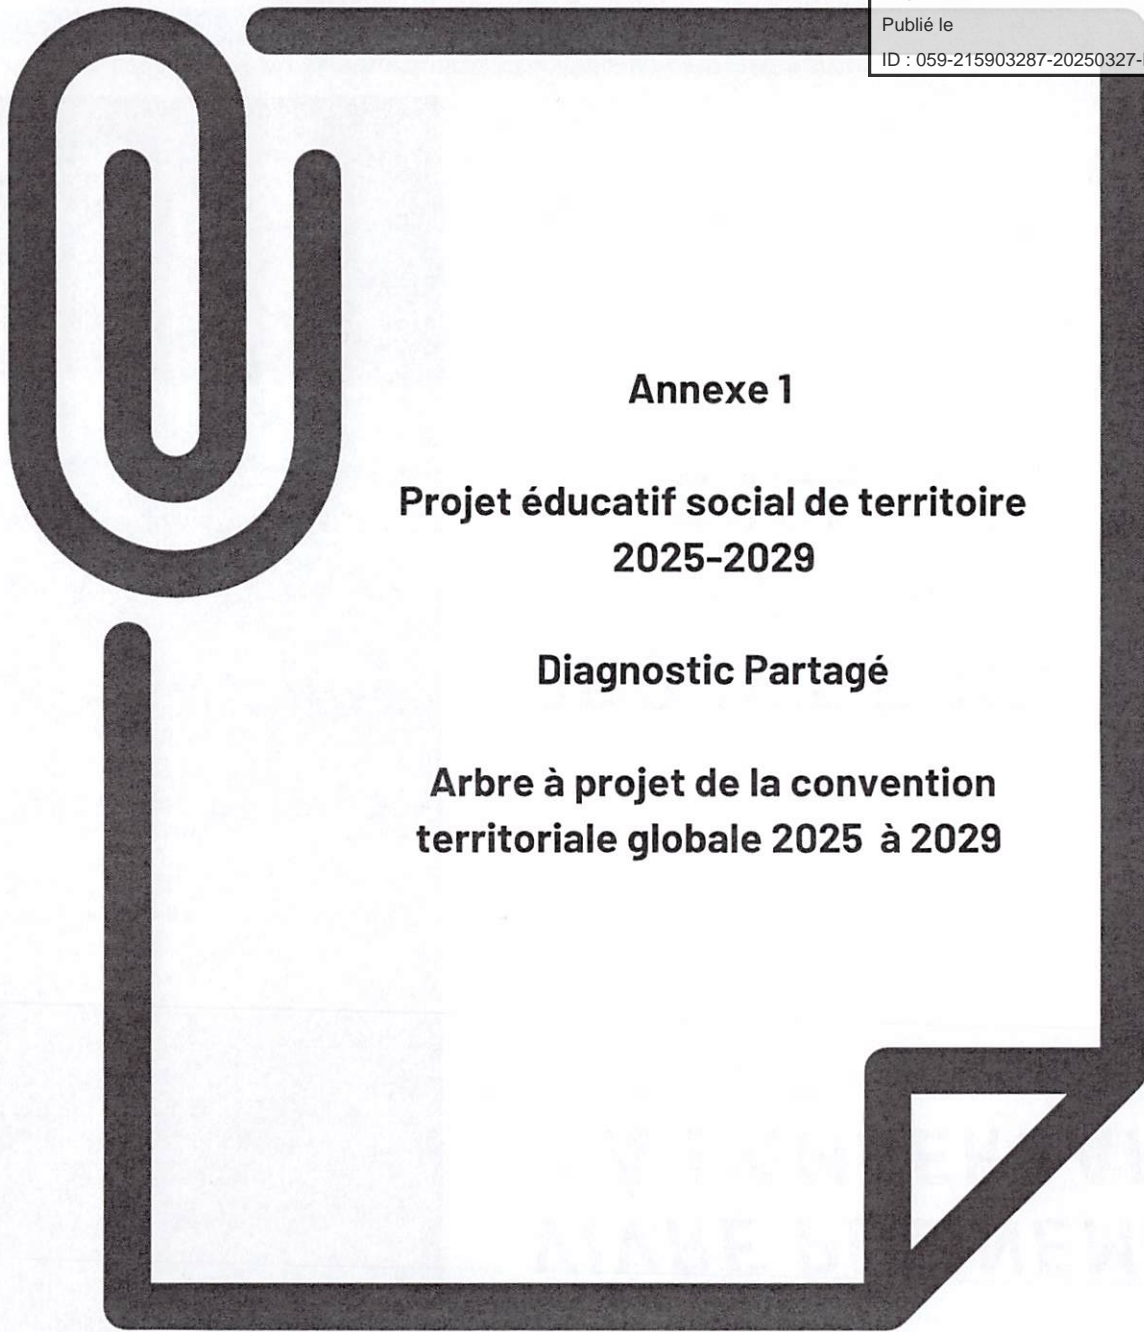 Publié le
ID : 059-215903287-20250327-
Annexe 1
Projet éducatif social de territoire
2025-2029
Diagnostic Partagé
Arbre à projet de la convention
territoriale globale 2025 à 2029